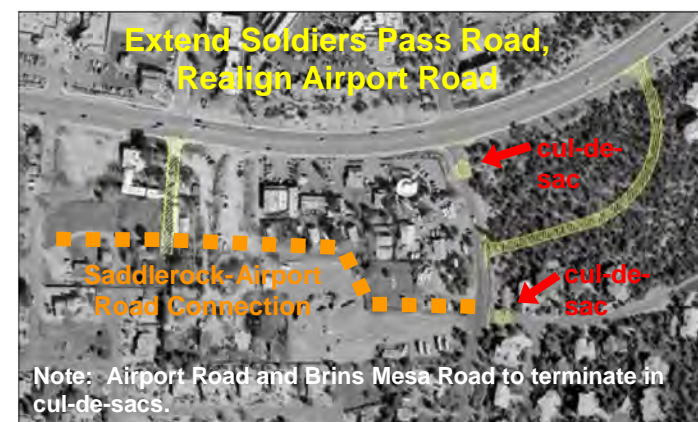 Extend Soldiers Pass Road,
Realign Airport Road
cul-de-
sac
Saddlerock-Airport
Road Connection
cul-de-
sac
Note: Airport Road and Brins Mesa Road to terminate in
cul-de-sacs.